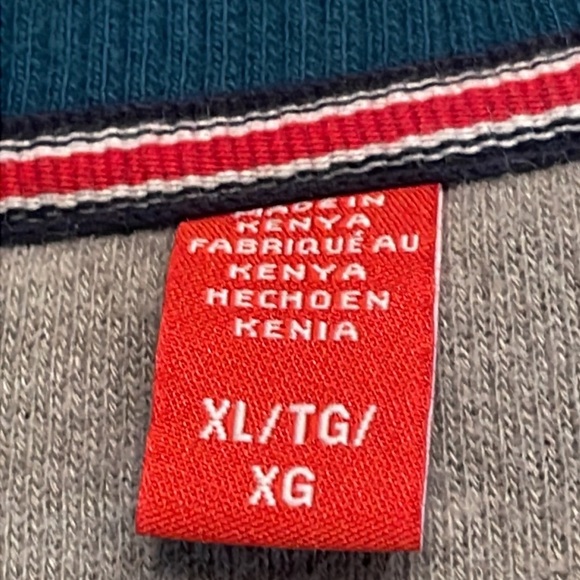 MADE IN
KENYA
FABRIQUÉ AU
KENYA
HECHO EN
KENIA
XL/TG/
XG